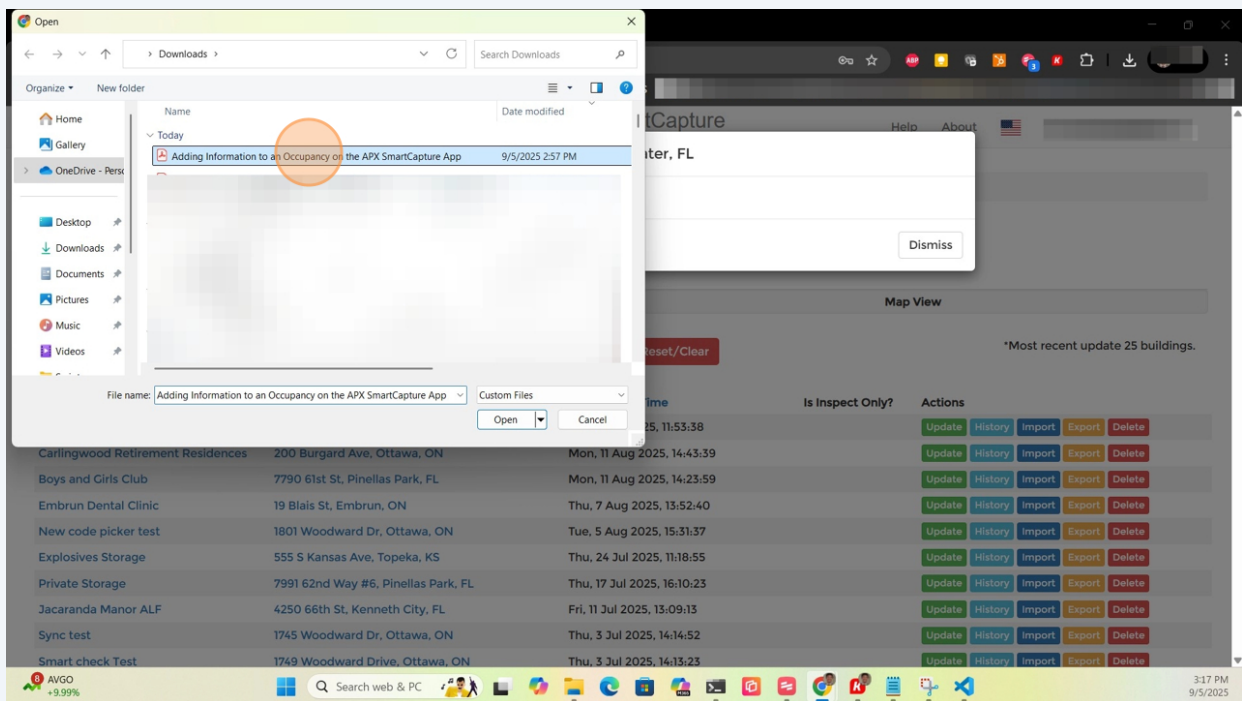 Open
Downloads
Search Downloads
Organize
New folder
Name
Date modified
Home
Gallery
OneDrive - Perso
Today
Adding Information to an Occupancy on the APX SmartCapture App
9/5/2025 2:57 PM
Desktop
Downloads
Documents
Pictures
Music
Videos
File name:
Adding Information to an Occupancy on the APX SmartCapture App
Custom Files
Open
Cancel
ABP
3
K
tCapture
Help
About
ter, FL
Dismiss
Map View
Reset/Clear
*Most recent update 25 buildings.
Time
Is Inspect Only?
Actions
25, 11:53:38
Update History Import Export Delete
Carlingwood Retirement Residences 200 Burgard Ave, Ottawa, ON Mon, 11 Aug 2025, 14:43:39 Update History Import Export Delete
Boys and Girls Club 7790 61st St, Pinellas Park, FL Mon, 11 Aug 2025, 14:23:59 Update History Import Export Delete
Embrun Dental Clinic 19 Blais St, Embrun, ON Thu, 7 Aug 2025, 13:52:40 Update History Import Export Delete
New code picker test 1801 Woodward Dr, Ottawa, ON Tue, 5 Aug 2025, 15:31:37 Update History Import Export Delete
Explosives Storage 555 S Kansas Ave, Topeka, KS Thu, 24 Jul 2025, 11:18:55 Update History Import Export Delete
Private Storage 7991 62nd Way #6, Pinellas Park, FL Thu, 17 Jul 2025, 16:10:23 Update History Import Export Delete
Jacaranda Manor ALF 4250 66th St, Kenneth City, FL Fri, 11 Jul 2025, 13:09:13 Update History Import Export Delete
Sync test 1745 Woodward Dr, Ottawa, ON Thu, 3 Jul 2025, 14:14:52 Update History Import Export Delete
Smart check Test 1749 Woodward Drive, Ottawa, ON Thu, 3 Jul 2025, 14:13:23 Update History Import Export Delete
8
AVGO
+9.99%
Search web & PC
3:17 PM
9/5/2025